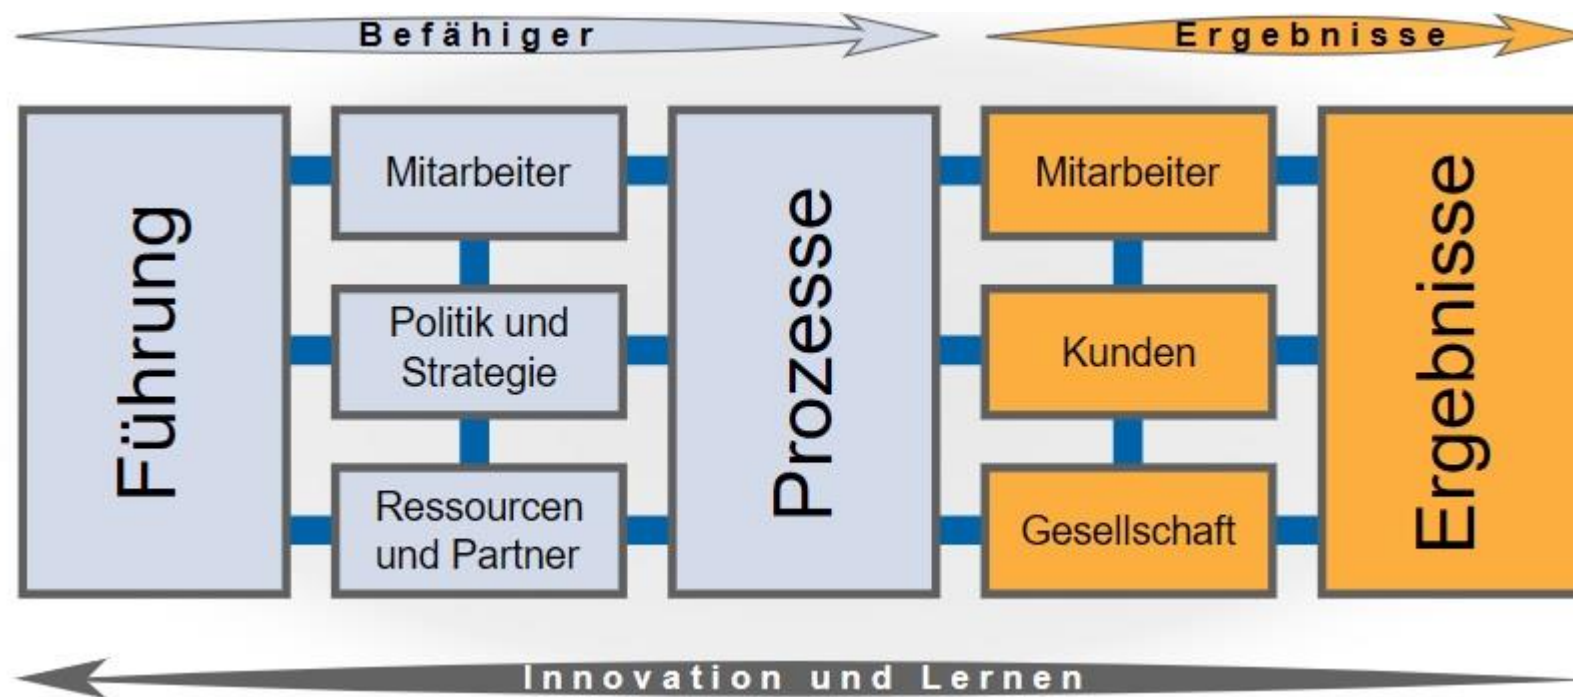 Befähiger
Ergebnisse
Führung
Mitarbeiter
Politik und
Strategie
Ressourcen
und Partner
Prozesse
Mitarbeiter
Kunden
Gesellschaft
Ergebnisse
Innovation und Lernen